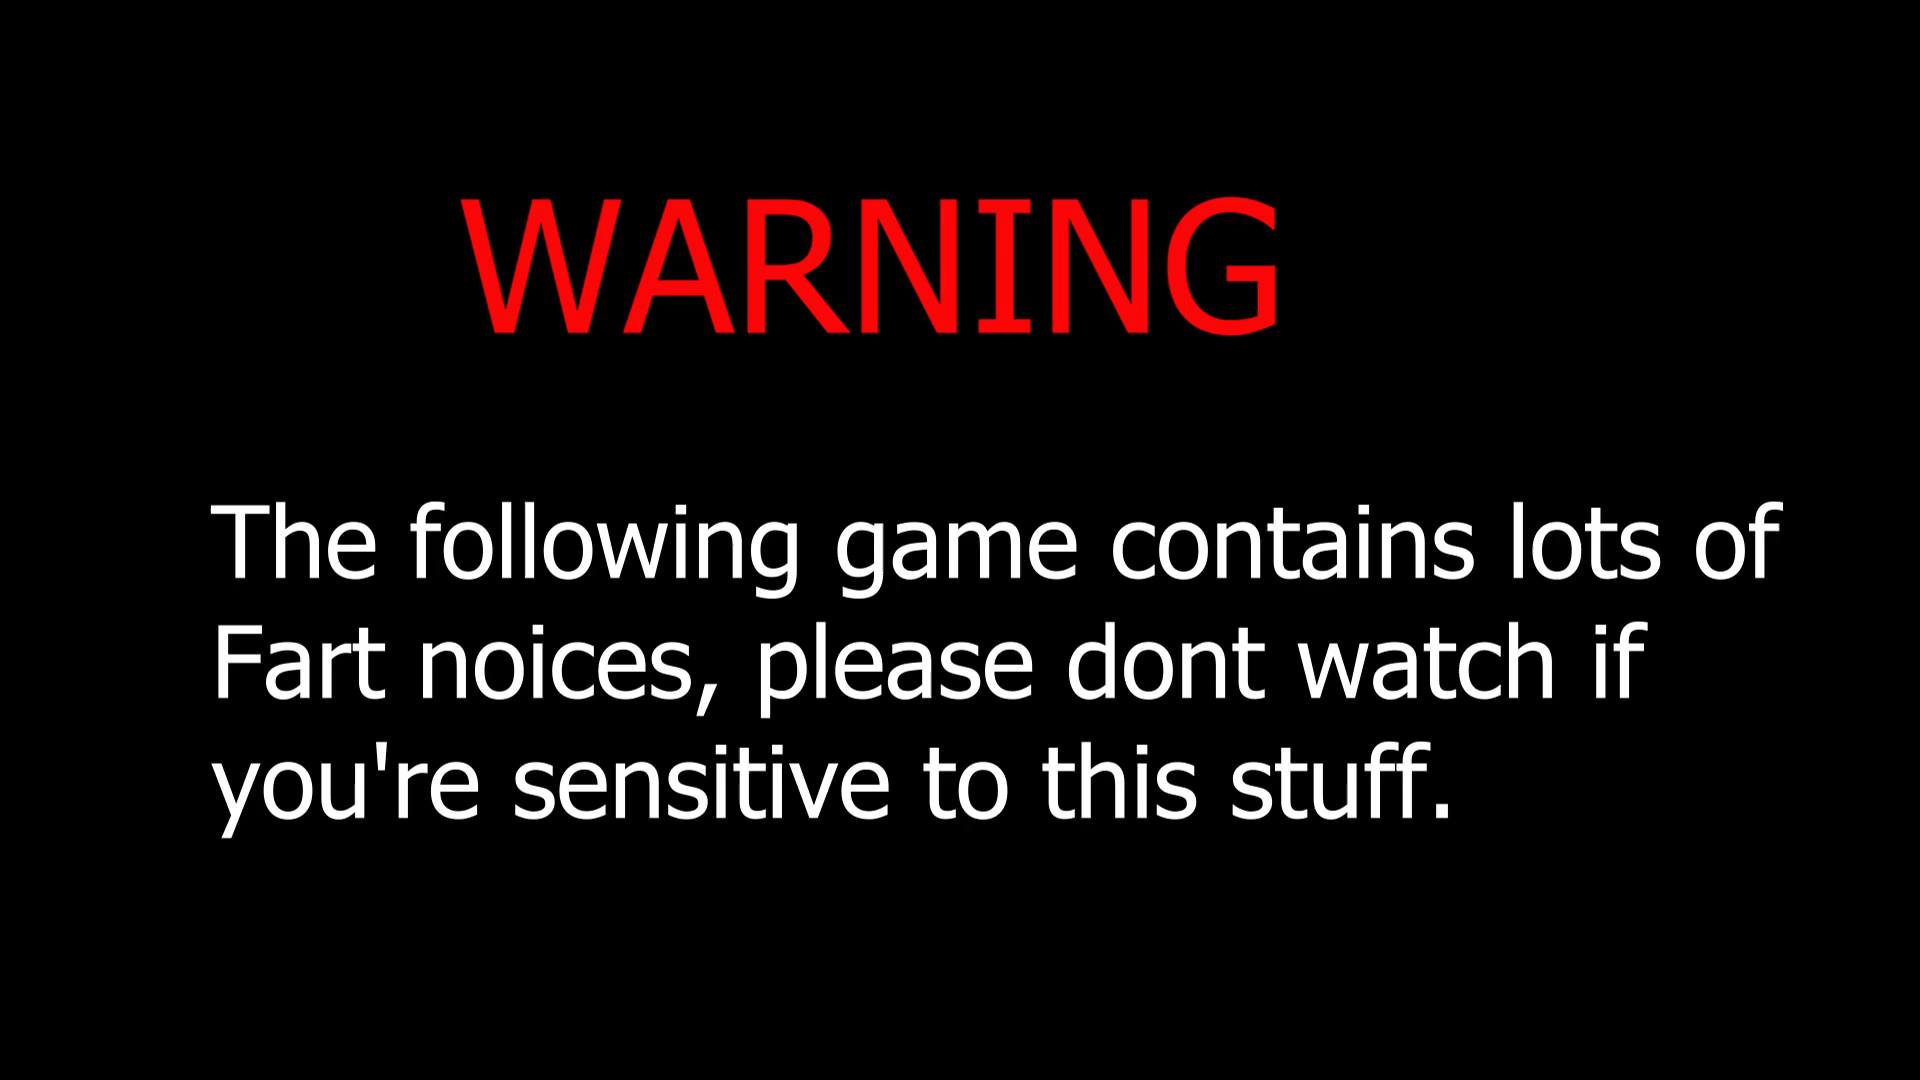 WARNING
The following game contains lots of
Fart noices, please dont watch if
you're sensitive to this stuff.